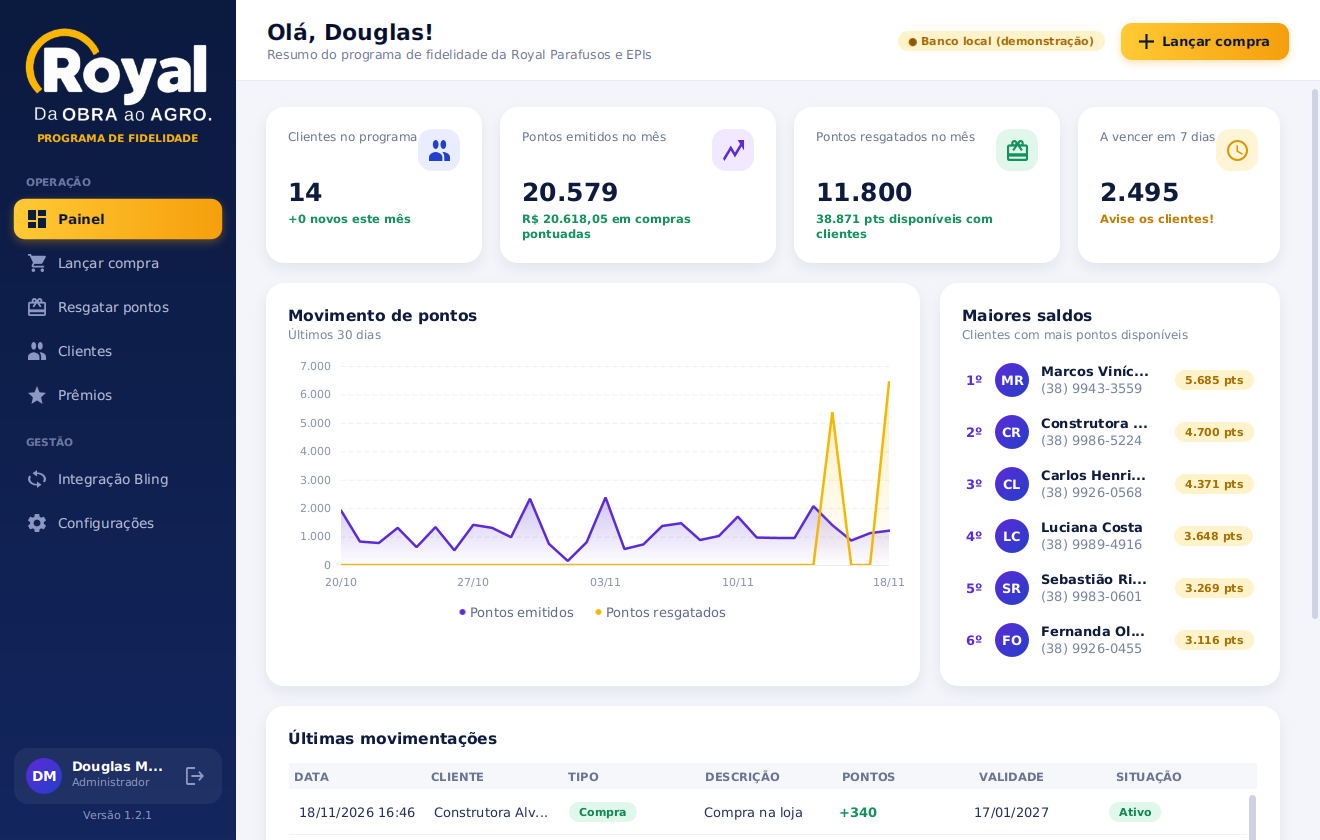 Royal
Da OBRA ao AGRO.
PROGRAMA DE FIDELIDADE
OPERAÇÃO
Painel
Lançar compra
Resgatar pontos
Clientes
Prêmios
GESTÃO
Integração Bling
Configurações
DM
Douglas M...
Administrador
Versão 1.2.1
Olá, Douglas!
Resumo do programa de fidelidade da Royal Parafusos e EPIs
Banco local (demonstração)
Lançar compra
Clientes no programa
14
+0 novos este mês
Pontos emitidos no mês
20.579
R$ 20.618,05 em compras
pontuadas
Pontos resgatados no mês
11.800
38.871 pts disponíveis com
clientes
A vencer em 7 dias
2.495
Avise os clientes!
Movimento de pontos
Últimos 30 dias
7.000
6.000
5.000
4.000
3.000
2.000
1.000
0
20/10 27/10 03/11 10/11 18/11
Pontos emitidos Pontos resgatados
Maiores saldos
Clientes com mais pontos disponíveis
1º MR Marcos Viníc... 5.685 pts
(38) 9943-3559
2º CR Construtora ... 4.700 pts
(38) 9986-5224
3º CL Carlos Henri... 4.371 pts
(38) 9926-0568
4º LC Luciana Costa 3.648 pts
(38) 9989-4916
5º SR Sebastião Ri... 3.269 pts
(38) 9983-0601
6º FO Fernanda Ol... 3.116 pts
(38) 9926-0455
Últimas movimentações
DATA CLIENTE TIPO DESCRIÇÃO PONTOS VALIDADE SITUAÇÃO
18/11/2026 16:46 Construtora Alv... Compra Compra na loja +340 17/01/2027 Ativo